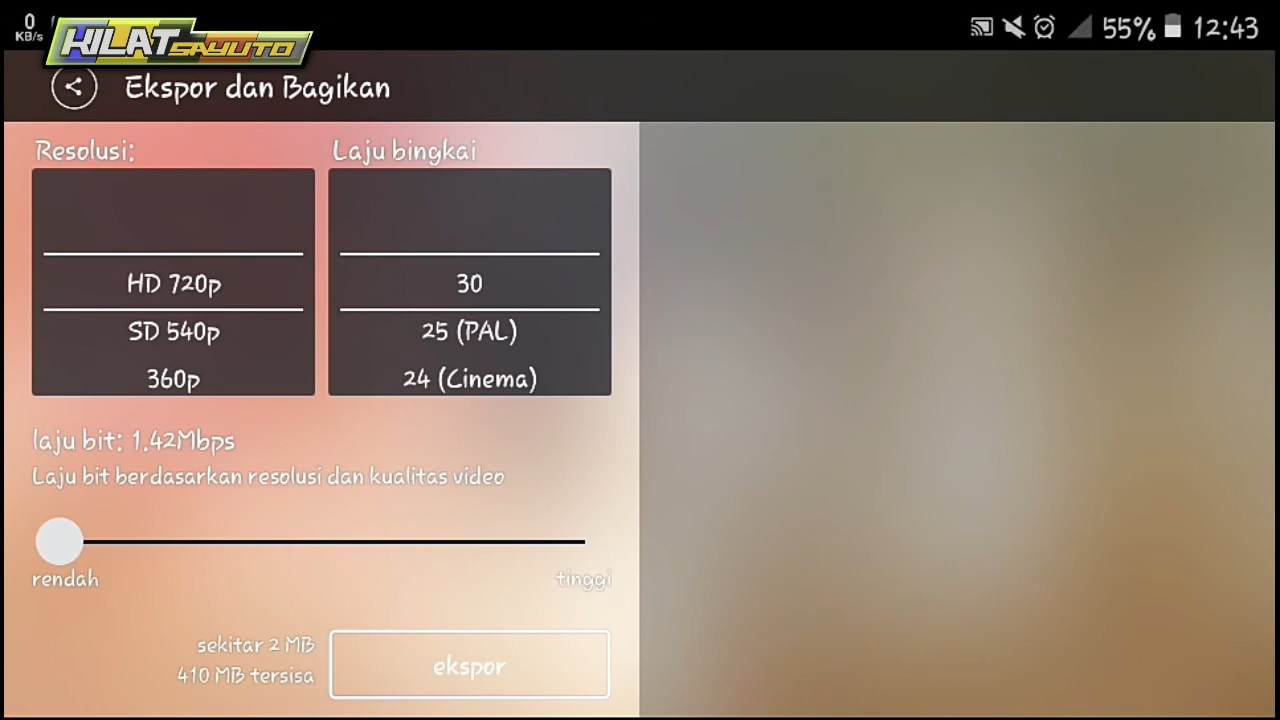 0
KB/s
KILAT
SAYUTO
55%
12:43
Ekspor dan Bagikan
Resolusi:
Laju bingkai
HD 720p
30
SD 540p
25 (PAL)
360p
24 (Cinema)
laju bit: 1.42Mbps
Laju bit berdasarkan resolusi dan kualitas video
rendah
tinggi
sekitar 2 MB
410 MB tersisa
ekspor